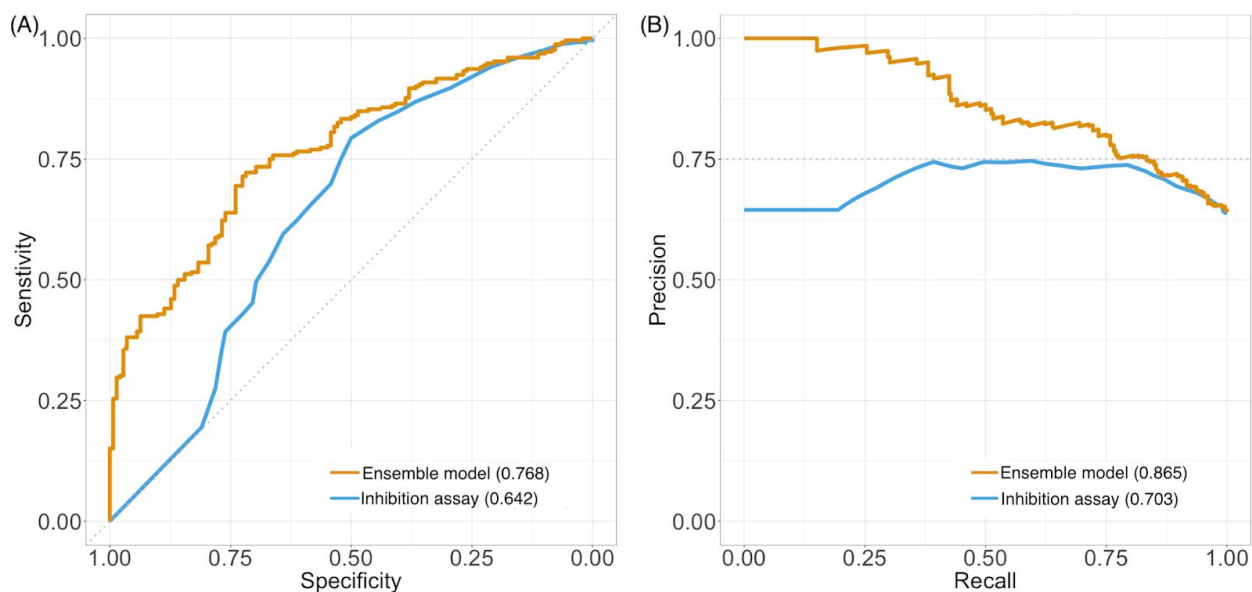 (A)
1.00
0.75
0.50
0.25
0.00
Senstivity
1.00 0.75 0.50 0.25 0.00
Specificity
Ensemble model (0.768)
Inhibition assay (0.642)
(B)
1.00
0.75
0.50
0.25
0.00
Precision
0.00 0.25 0.50 0.75 1.00
Recall
Ensemble model (0.865)
Inhibition assay (0.703)